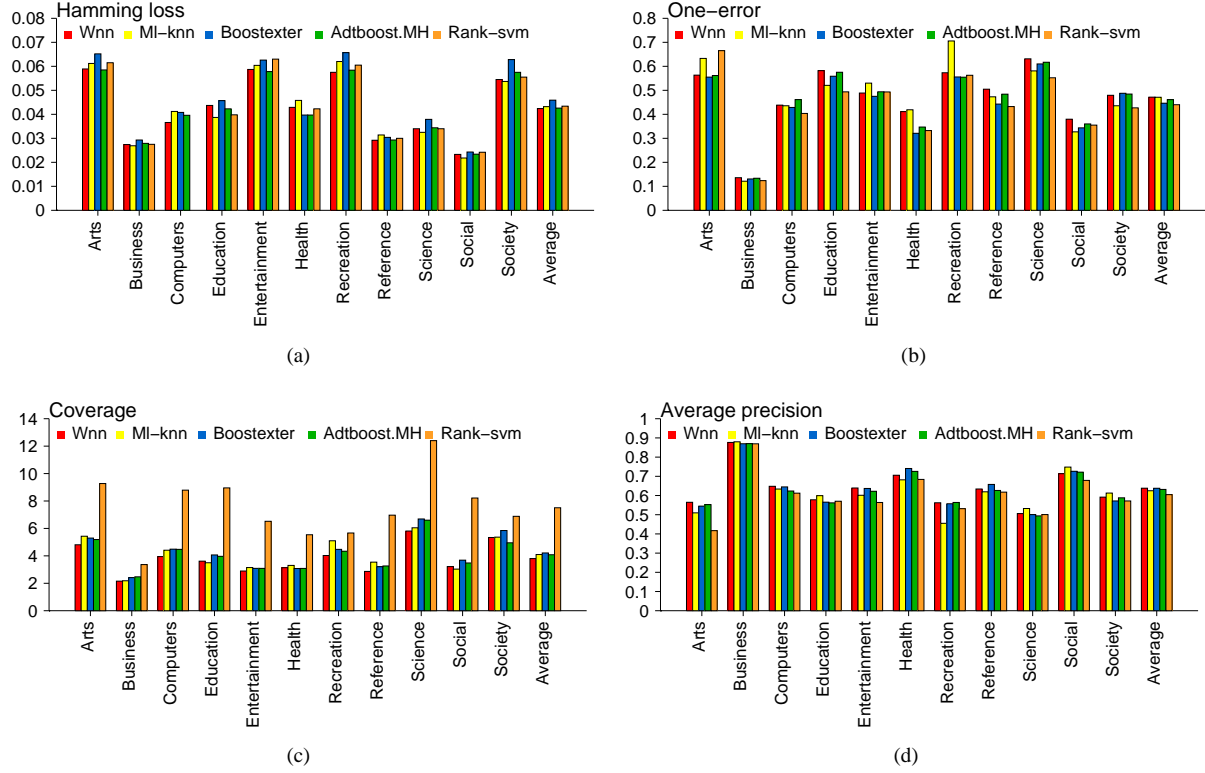 Hamming loss
Wnn Ml−knn Boostexter Adtboost.MH Rank−svm
0.08
0.07
0.06
0.05
0.04
0.03
0.02
0.01
0
Arts
Business
Computers
Education
Entertainment
Health
Recreation
Reference
Science
Social
Society
Average
(a)
One−error
Wnn Ml−knn Boostexter Adtboost.MH Rank−svm
0.8
0.7
0.6
0.5
0.4
0.3
0.2
0.1
0
Arts
Business
Computers
Education
Entertainment
Health
Recreation
Reference
Science
Social
Society
Average
(b)
Coverage
Wnn Ml−knn Boostexter Adtboost.MH Rank−svm
14
12
10
8
6
4
2
0
Arts
Business
Computers
Education
Entertainment
Health
Recreation
Reference
Science
Social
Society
Average
(c)
Average precision
Wnn Ml−knn Boostexter Adtboost.MH Rank−svm
1
0.9
0.8
0.7
0.6
0.5
0.4
0.3
0.2
0.1
0
Arts
Business
Computers
Education
Entertainment
Health
Recreation
Reference
Science
Social
Society
Average
(d)